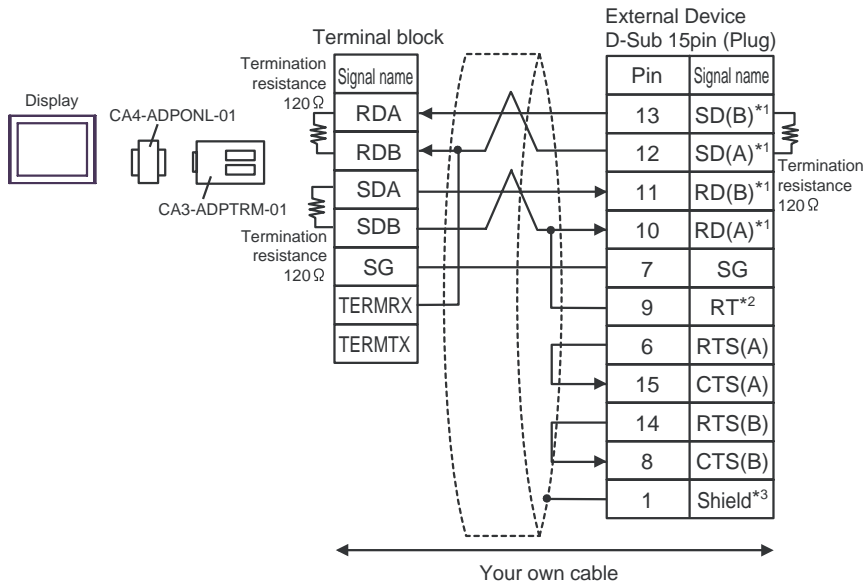 External Device
D-Sub 15pin (Plug)
Terminal block
Termination
resistance
120Ω
Signal name
Pin
Signal name
Display
CA4-ADPONL-01
CA3-ADPTRM-01
RDA
13
SD(B)*1
RDB
12
SD(A)*1
Termination
resistance
120Ω
SDA
11
RD(B)*1
SDB
10
RD(A)*1
Termination
resistance
120Ω
SG
7
SG
TERMRX
9
RT*2
TERMTX
6
RTS(A)
15
CTS(A)
14
RTS(B)
8
CTS(B)
1
Shield*3
Your own cable